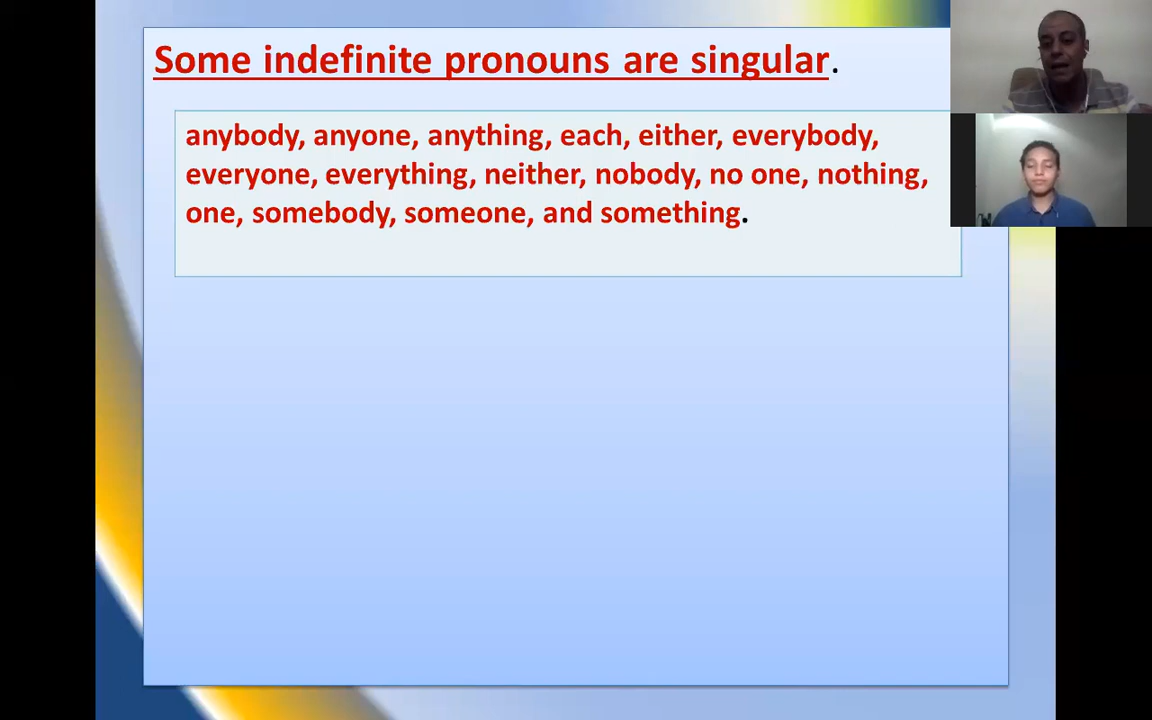 Some indefinite pronouns are singular.
anybody, anyone, anything, each, either, everybody,
everyone, everything, neither, nobody, no one, nothing,
one, somebody, someone, and something.